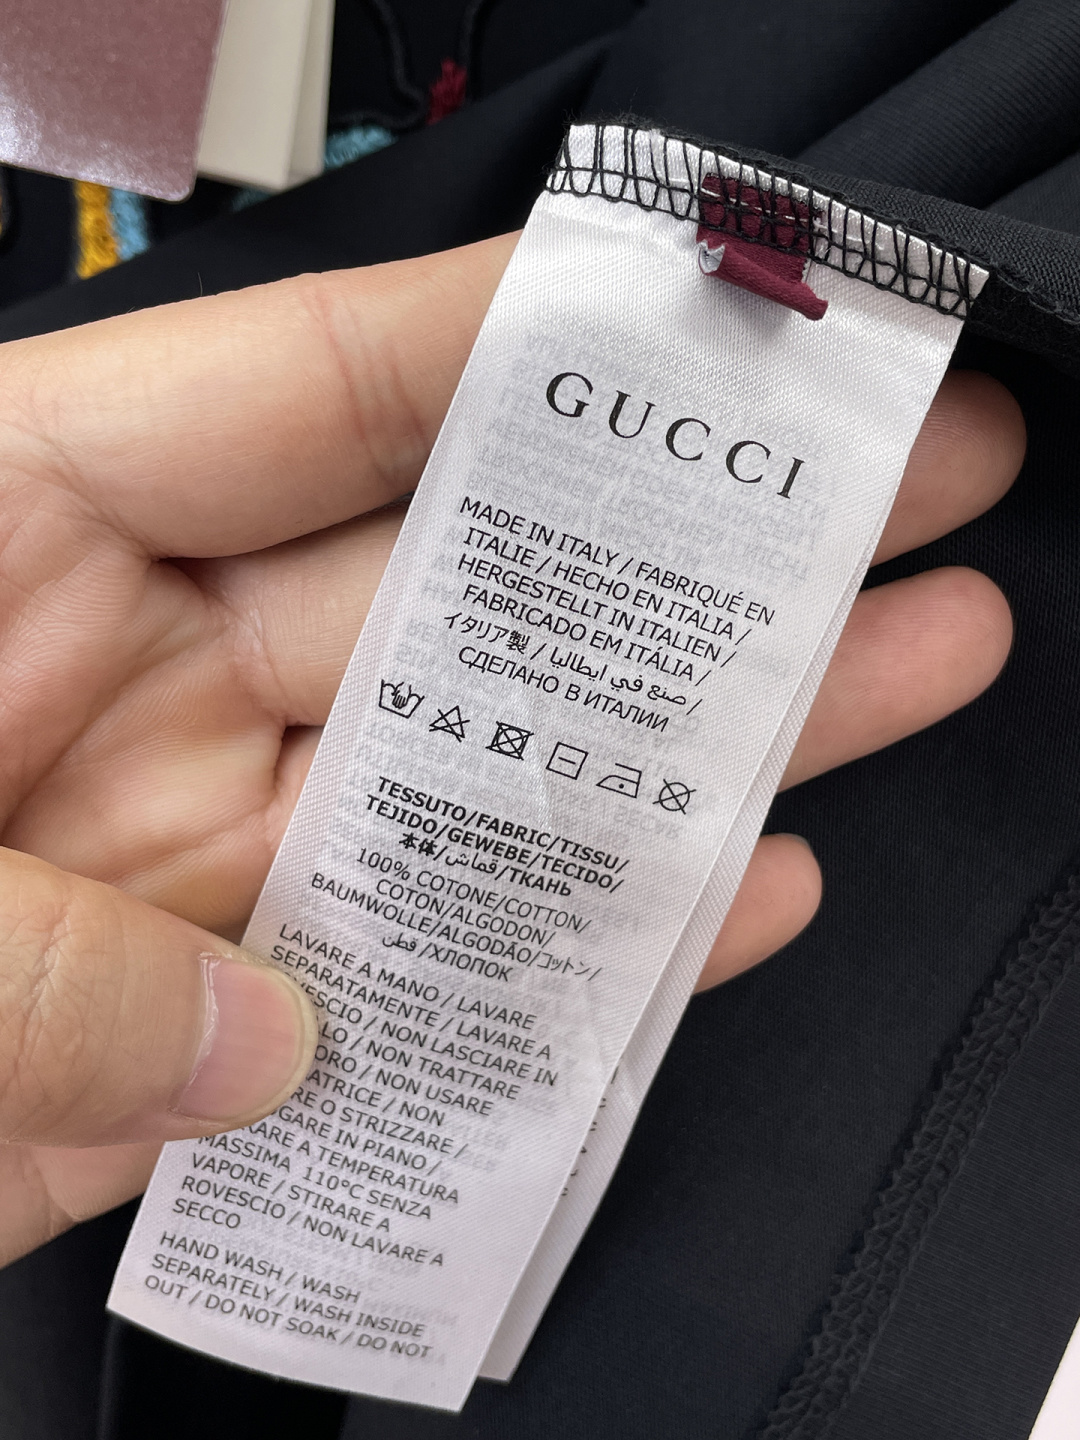 GUCCI
MADE IN ITALY / FABRIQUÉ EN
ITALIE / HECHO EN ITALIA /
HERGESTELLT IN ITALIEN /
FABRICADO EM ITÁLIA /
イタリア製 / صنع في ايطاليا /
СДЕЛАНО В ИТАЛИИ
TESSUTO/FABRIC/TISSU/
TEJIDO/GEWEBE/TECIDO/
本体/قماش/ТКАНЬ
100% COTONE/COTTON/
COTON/ALGODON/
BAUMWOLLE/ALGODÃO/コットン/
قطن /ХЛОПОК
LAVARE A MANO / LAVARE
SEPARATAMENTE / LAVARE A
/ NON LASCIARE IN
/ NON TRATTARE
/ NON USARE
/ NON
O STRIZZARE /
IN PIANO /
A TEMPERATURA
MASSIMA 110°C SENZA
VAPORE / STIRARE A
ROVESCIO / NON LAVARE A
SECCO
HAND WASH / WASH
SEPARATELY / WASH INSIDE
OUT / DO NOT SOAK / DO NOT